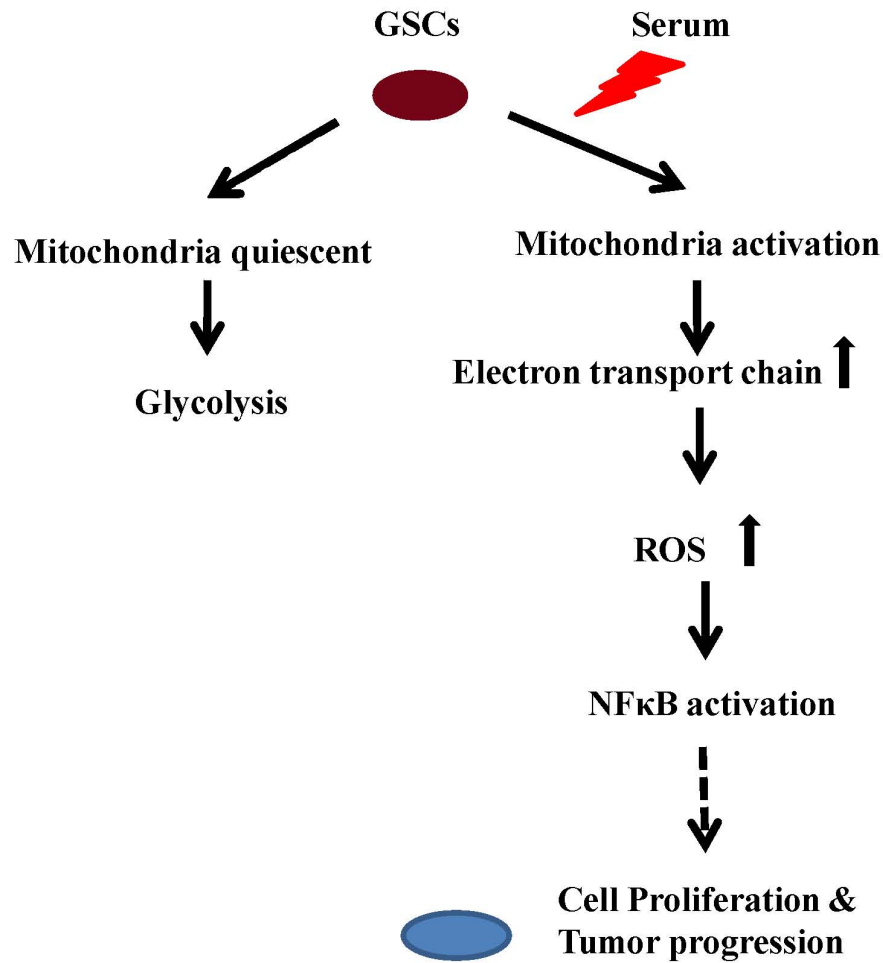 GSCs
Serum
Mitochondria quiescent
Mitochondria activation
Electron transport chain
Glycolysis
ROS
NFκB activation
Cell Proliferation &
Tumor progression